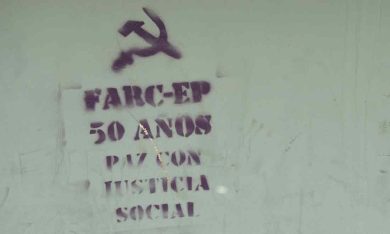 FARC-EP
50 AÑOS
PAZ CON
JUSTICIA
SOCIAL